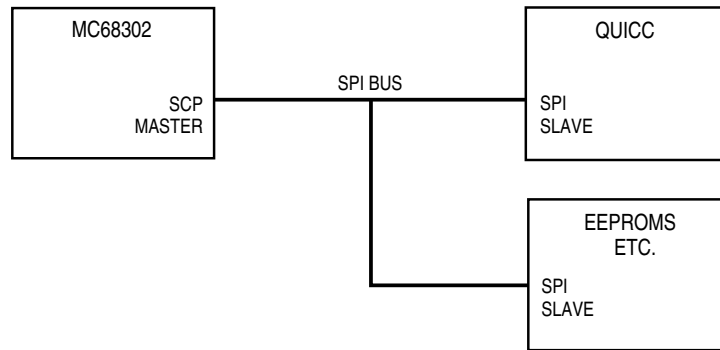 MC68302
SCP
MASTER
SPI BUS
QUICC
SPI
SLAVE
EEPROMS
ETC.
SPI
SLAVE